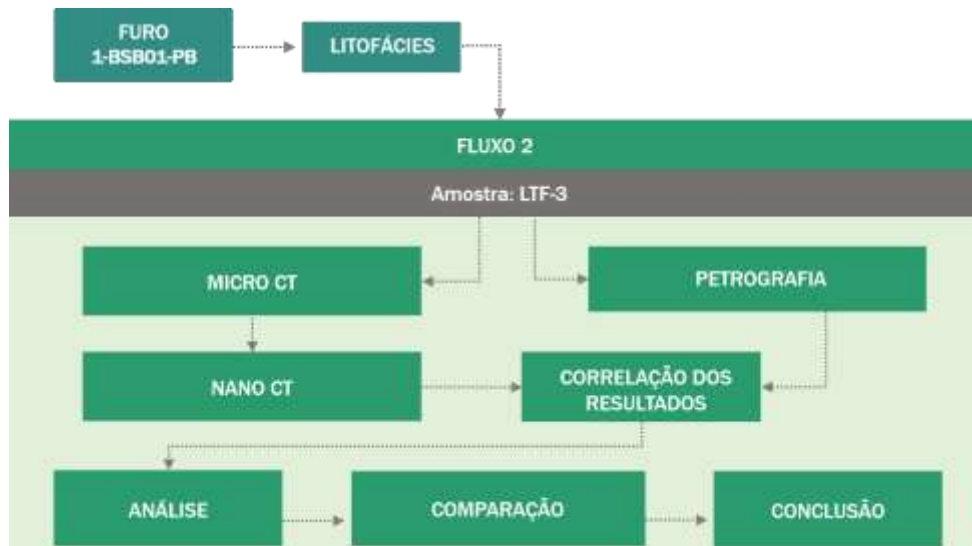 FURO
1-BSB01-PB
LITOFÁCIES
FLUXO 2
Amostra: LTF-3
MICRO CT
PETROGRAFIA
NANO CT
CORRELAÇÃO DOS
RESULTADOS
ANÁLISE
COMPARAÇÃO
CONCLUSÃO